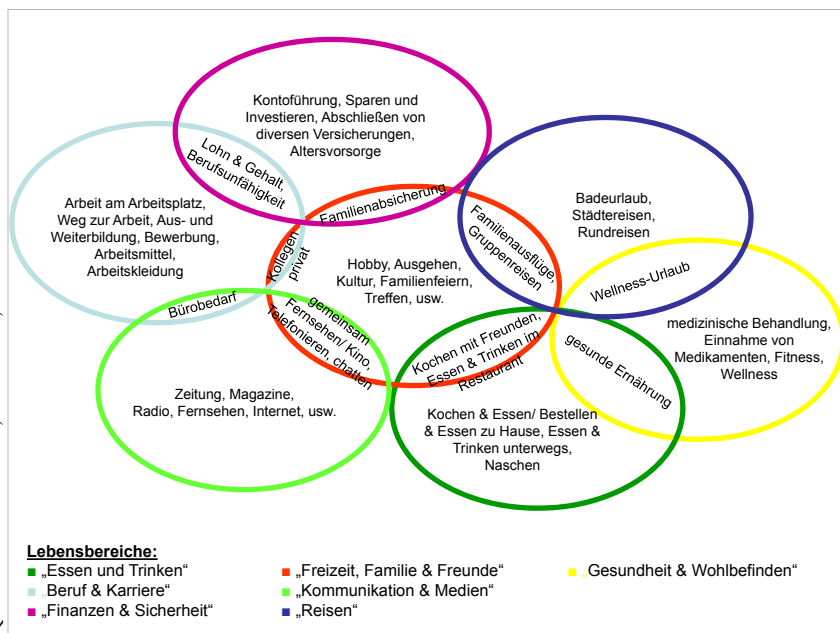 Kontoführung, Sparen und
Investieren, Abschließen von
diversen Versicherungen,
Altersvorsorge
Lohn & Gehalt,
Berufsunfähigkeit
Familienabsicherung
Arbeit am Arbeitsplatz,
Weg zur Arbeit, Aus- und
Weiterbildung, Bewerbung,
Arbeitsmittel,
Arbeitskleidung
Kollegen
privat
Hobby, Ausgehen,
Kultur, Familienfeiern,
Treffen, usw.
Familienausflüge,
Gruppenreisen
Badeurlaub,
Städtereisen,
Rundreisen
Wellness-Urlaub
Bürobedarf
gemeinsam
Fernsehen/ Kino,
Telefonieren, chatten
Kochen mit Freunden,
Essen & Trinken im
Restaurant
gesunde Ernährung
medizinische Behandlung,
Einnahme von
Medikamenten, Fitness,
Wellness
Zeitung, Magazine,
Radio, Fernsehen, Internet, usw.
Kochen & Essen/ Bestellen
& Essen zu Hause, Essen &
Trinken unterwegs,
Naschen
Lebensbereiche:
„Essen und Trinken“
„Freizeit, Familie & Freunde“
„Gesundheit & Wohlbefinden“
„Beruf & Karriere“
„Kommunikation & Medien“
„Finanzen & Sicherheit“
„Reisen“